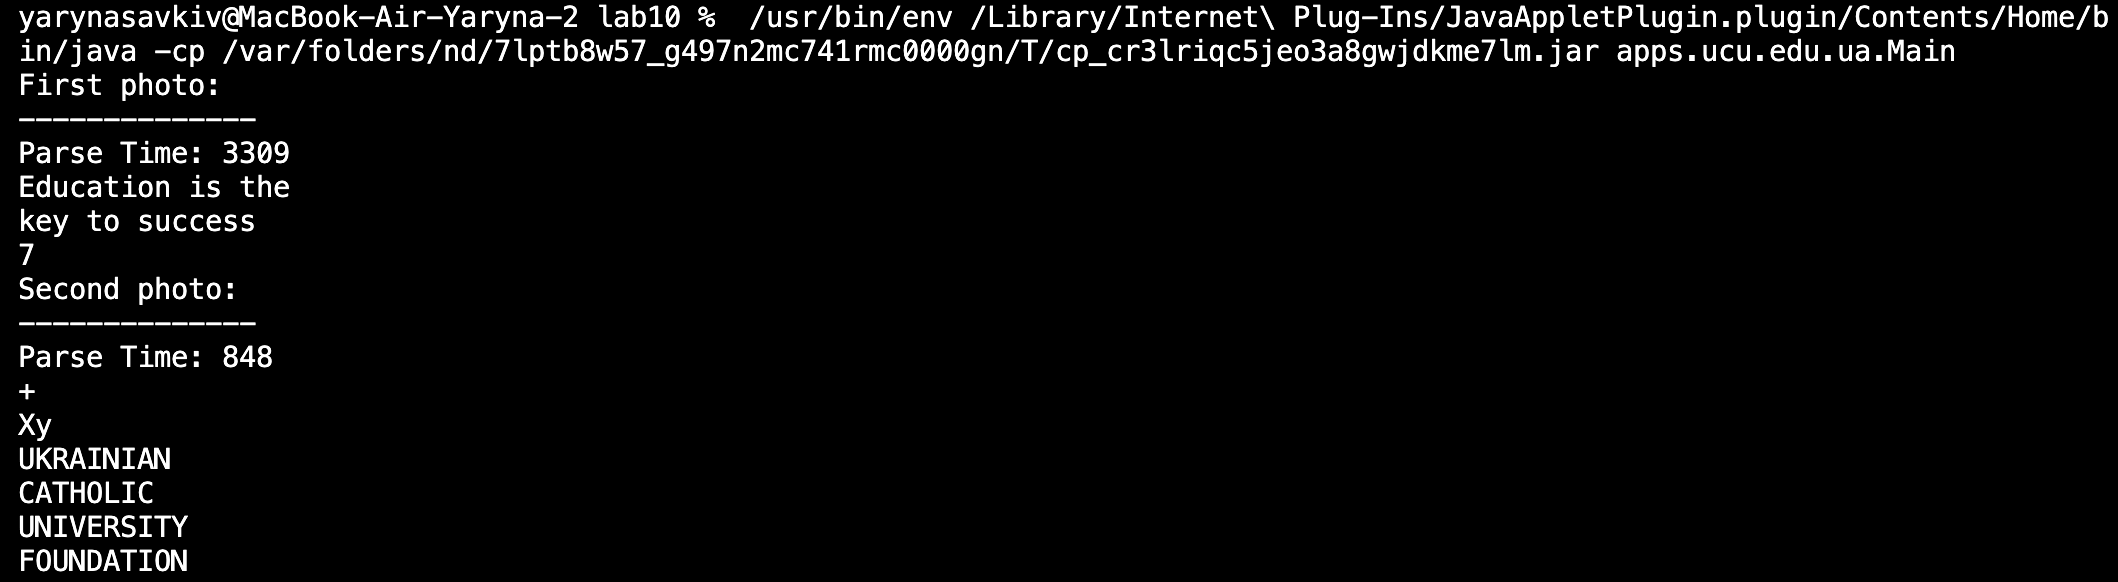 yarynasavkiv@MacBook-Air-Yaryna-2 lab10 %  /usr/bin/env /Library/Internet\ Plug-Ins/JavaAppletPlugin.plugin/Contents/Home/b
in/java -cp /var/folders/nd/7lptb8w57_g497n2mc741rmc0000gn/T/cp_cr3lriqc5jeo3a8gwjdkme7lm.jar apps.ucu.edu.ua.Main
First photo:
--------------
Parse Time: 3309
Education is the
key to success
7
Second photo:
--------------
Parse Time: 848
+
Xy
UKRAINIAN
CATHOLIC
UNIVERSITY
FOUNDATION